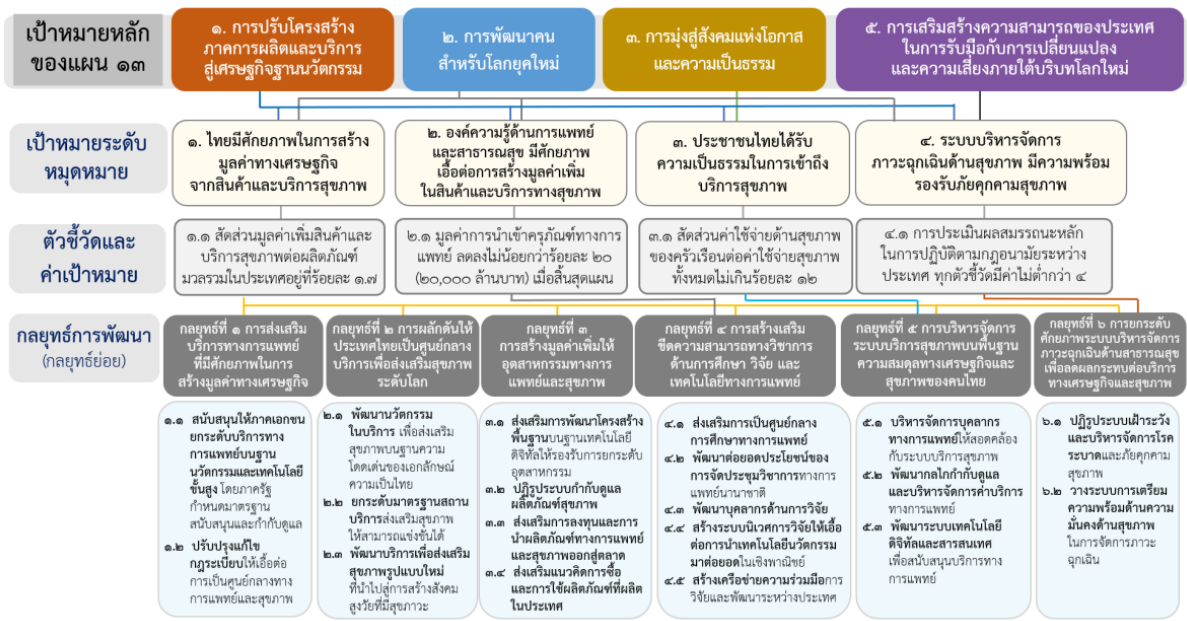 เป้าหมายหลัก
ของแผน ๑๓
๑. การปรับโครงสร้าง
ภาคการผลิตและบริการ
สู่เศรษฐกิจฐานนวัตกรรม
๒. การพัฒนาคน
สำหรับโลกยุคใหม่
๓. การมุ่งสู่สังคมแห่งโอกาส
และความเป็นธรรม
๕. การเสริมสร้างความสามารถของประเทศ
ในการรับมือกับการเปลี่ยนแปลง
และความเสี่ยงภายใต้บริบทโลกใหม่
เป้าหมายระดับ
หมุดหมาย
๑. ไทยมีศักยภาพในการสร้าง
มูลค่าทางเศรษฐกิจ
จากสินค้าและบริการสุขภาพ
๒. องค์ความรู้ด้านการแพทย์
และสาธารณสุข มีศักยภาพ
เอื้อต่อการสร้างมูลค่าเพิ่ม
ในสินค้าและบริการทางสุขภาพ
๓. ประชาชนไทยได้รับ
ความเป็นธรรมในการเข้าถึง
บริการสุขภาพ
๔. ระบบบริหารจัดการ
ภาวะฉุกเฉินด้านสุขภาพ มีความพร้อม
รองรับภัยคุกคามสุขภาพ
ตัวชี้วัดและ
ค่าเป้าหมาย
๑.๑ สัดส่วนมูลค่าเพิ่มสินค้าและ
บริการสุขภาพต่อผลิตภัณฑ์
มวลรวมในประเทศอยู่ที่ร้อยละ ๑.๗
๒.๑ มูลค่าการนำเข้าครุภัณฑ์ทางการ
แพทย์ ลดลงไม่น้อยกว่าร้อยละ ๒๐
(๒๐,๐๐๐ ล้านบาท) เมื่อสิ้นสุดแผน
๓.๑ สัดส่วนค่าใช้จ่ายด้านสุขภาพ
ของครัวเรือนต่อค่าใช้จ่ายสุขภาพ
ทั้งหมดไม่เกินร้อยละ ๑๒
๔.๑ การประเมินผลสมรรถนะหลัก
ในการปฏิบัติตามกฎอนามัยระหว่าง
ประเทศ ทุกตัวชี้วัดมีค่าไม่ต่ำกว่า ๔
กลยุทธ์การพัฒนา
(กลยุทธ์ย่อย)
กลยุทธ์ที่ ๑ การส่งเสริม
บริการทางการแพทย์
ที่มีศักยภาพในการ
สร้างมูลค่าทางเศรษฐกิจ
กลยุทธ์ที่ ๒ การผลักดันให้
ประเทศไทยเป็นศูนย์กลาง
บริการเพื่อส่งเสริมสุขภาพ
ระดับโลก
กลยุทธ์ที่ ๓
การสร้างมูลค่าเพิ่มให้
อุตสาหกรรมทางการ
แพทย์และสุขภาพ
กลยุทธ์ที่ ๔ การสร้างเสริม
ขีดความสามารถทางวิชาการ
ด้านการศึกษา วิจัย และ
เทคโนโลยีทางการแพทย์
กลยุทธ์ที่ ๕ การบริหารจัดการ
ระบบบริการสุขภาพบนพื้นฐาน
ความสมดุลทางเศรษฐกิจและ
สุขภาพของคนไทย
กลยุทธ์ที่ ๖ การยกระดับ
ศักยภาพระบบบริหารจัดการ
ภาวะฉุกเฉินด้านสาธารณสุข
เพื่อลดผลกระทบต่อบริการ
ทางเศรษฐกิจและสุขภาพ
๑.๑ สนับสนุนให้ภาคเอกชน
ยกระดับบริการทาง
การแพทย์บนฐาน
นวัตกรรมและเทคโนโลยี
ขั้นสูง โดยภาครัฐ
กำหนดมาตรฐาน
สนับสนุนและกำกับดูแล
๑.๒ ปรับปรุงแก้ไข
กฎระเบียบให้เอื้อต่อ
การเป็นศูนย์กลางทาง
การแพทย์และสุขภาพ
๒.๑ พัฒนานวัตกรรม
ในบริการ เพื่อส่งเสริม
สุขภาพบนฐานความ
โดดเด่นของเอกลักษณ์
ความเป็นไทย
๒.๒ ยกระดับมาตรฐานสถาน
บริการส่งเสริมสุขภาพ
ให้สามารถแข่งขันได้
๒.๓ พัฒนาบริการเพื่อส่งเสริม
สุขภาพรูปแบบใหม่
ที่นำไปสู่การสร้างสังคม
สูงวัยที่มีสุขภาวะ
๓.๑ ส่งเสริมการพัฒนาโครงสร้าง
พื้นฐานบนฐานเทคโนโลยี
ดิจิทัลให้รองรับการยกระดับ
อุตสาหกรรม
๓.๒ ปฏิรูประบบกำกับดูแล
ผลิตภัณฑ์สุขภาพ
๓.๓ ส่งเสริมการลงทุนและการ
นำผลิตภัณฑ์ทางการแพทย์
และสุขภาพออกสู่ตลาด
๓.๔ ส่งเสริมแนวคิดการซื้อ
และการใช้ผลิตภัณฑ์ที่ผลิต
ในประเทศ
๔.๑ ส่งเสริมการเป็นศูนย์กลาง
การศึกษาทางการแพทย์
๔.๒ พัฒนาต่อยอดประโยชน์ของ
การจัดประชุมวิชาการทางการ
แพทย์นานาชาติ
๔.๓ พัฒนาบุคลากรด้านการวิจัย
๔.๔ สร้างระบบนิเวศการวิจัยให้เอื้อ
ต่อการนำเทคโนโลยีนวัตกรรม
มาต่อยอดในเชิงพาณิชย์
๔.๕ สร้างเครือข่ายความร่วมมือการ
วิจัยและพัฒนาระหว่างประเทศ
๕.๑ บริหารจัดการบุคลากร
ทางการแพทย์ให้สอดคล้อง
กับระบบบริการสุขภาพ
๕.๒ พัฒนากลไกกำกับดูแล
และบริหารจัดการค่าบริการ
ทางการแพทย์
๕.๓ พัฒนาระบบเทคโนโลยี
ดิจิทัลและสารสนเทศ
เพื่อสนับสนุนบริการทาง
การแพทย์
๖.๑ ปฏิรูประบบเฝ้าระวัง
และบริหารจัดการโรค
ระบาดและภัยคุกคาม
สุขภาพ
๖.๒ วางระบบการเตรียม
ความพร้อมด้านความ
มั่นคงด้านสุขภาพ
ในการจัดการภาวะ
ฉุกเฉิน